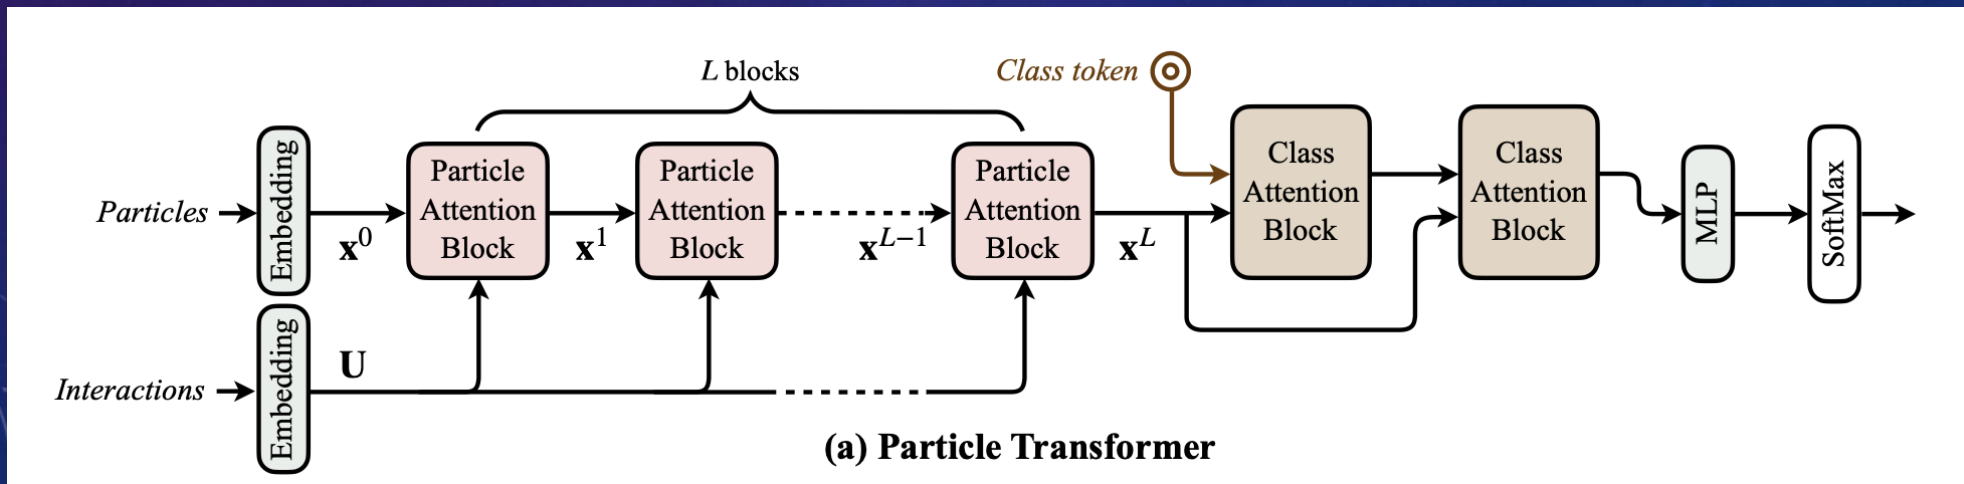 L blocks
Class token
Particles
Embedding
x⁰
Particle
Attention
Block
x¹
Particle
Attention
Block
xᴸ⁻¹
Particle
Attention
Block
xᴸ
Class
Attention
Block
Class
Attention
Block
MLP
SoftMax
Interactions
Embedding
U
(a) Particle Transformer